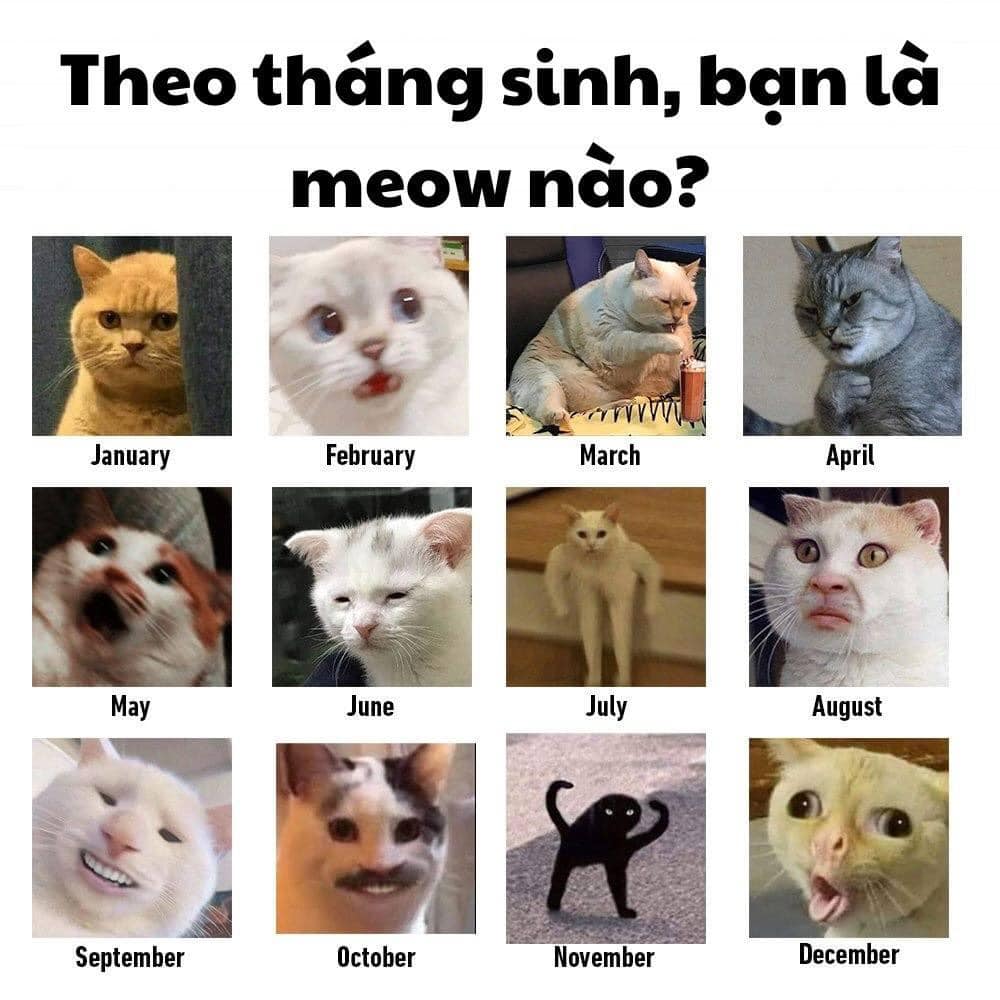 Theo tháng sinh, bạn là
meow nào?
January
February
March
April
May
June
July
August
September
October
November
December